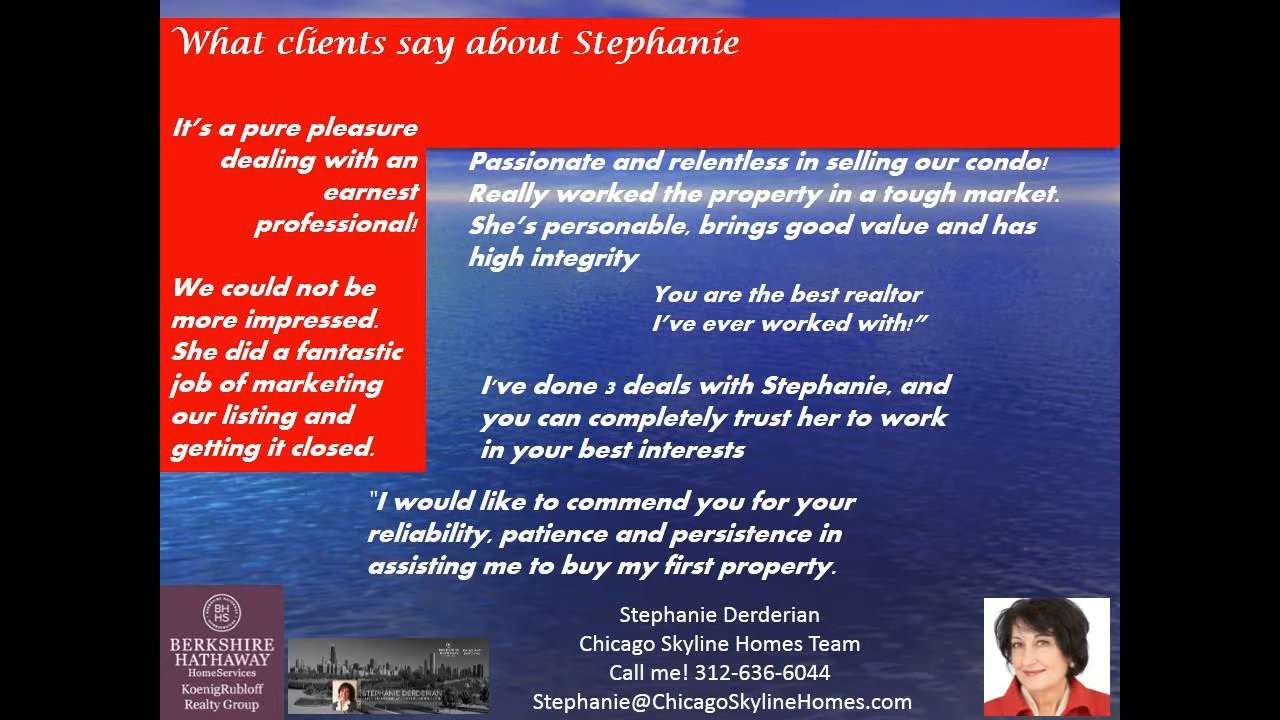 What clients say about Stephanie
It's a pure pleasure
dealing with an
earnest
professional!
We could not be
more impressed.
She did a fantastic
job of marketing
our listing and
getting it closed.
Passionate and relentless in selling our condo!
Really worked the property in a tough market.
She's personable, brings good value and has
high integrity
You are the best realtor
I've ever worked with!”
I've done 3 deals with Stephanie, and
you can completely trust her to work
in your best interests
"I would like to commend you for your
reliability, patience and persistence in
assisting me to buy my first property.
BH
HS
BERKSHIRE
HATHAWAY
HomeServices
KoenigRubloff
Realty Group
STEPHANIE DERDERIAN
Stephanie Derderian
Chicago Skyline Homes Team
Call me! 312-636-6044
Stephanie@ChicagoSkylineHomes.com